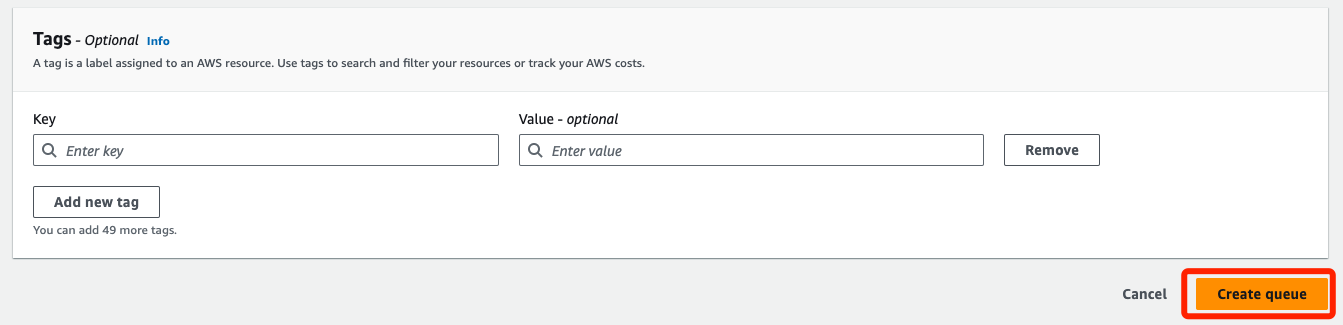 Tags - Optional Info
A tag is a label assigned to an AWS resource. Use tags to search and filter your resources or track your AWS costs.
Key
Value - optional
Enter key
Enter value
Remove
Add new tag
You can add 49 more tags.
Cancel
Create queue